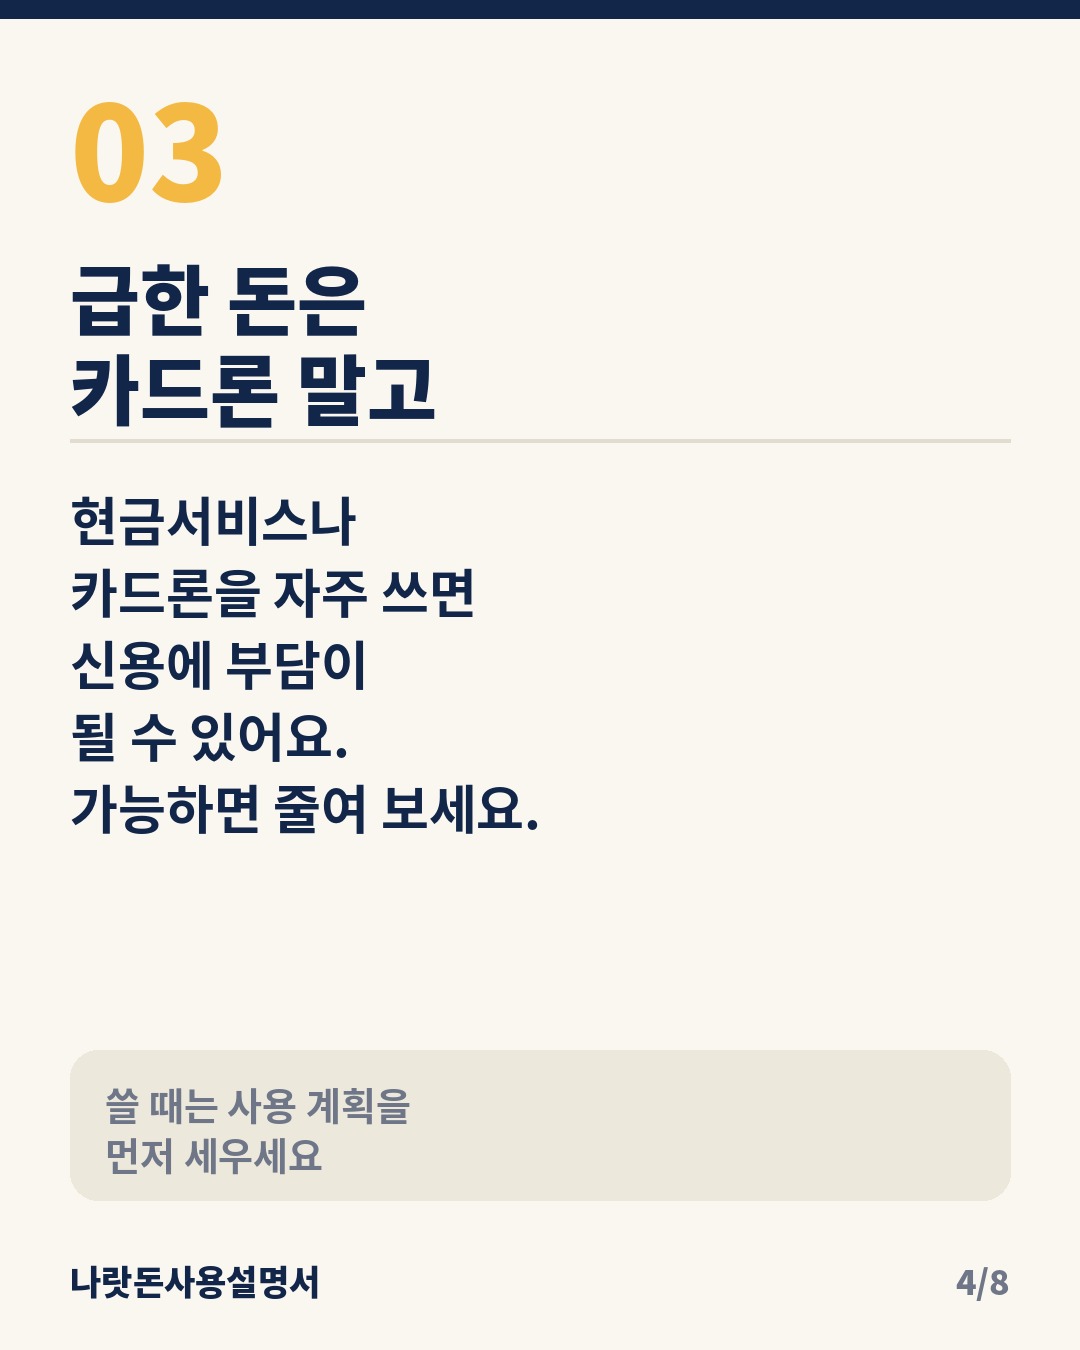 03
급한 돈은
카드론 말고
현금서비스나
카드론을 자주 쓰면
신용에 부담이
될 수 있어요.
가능하면 줄여 보세요.
쓸 때는 사용 계획을
먼저 세우세요
나랏돈사용설명서
4/8